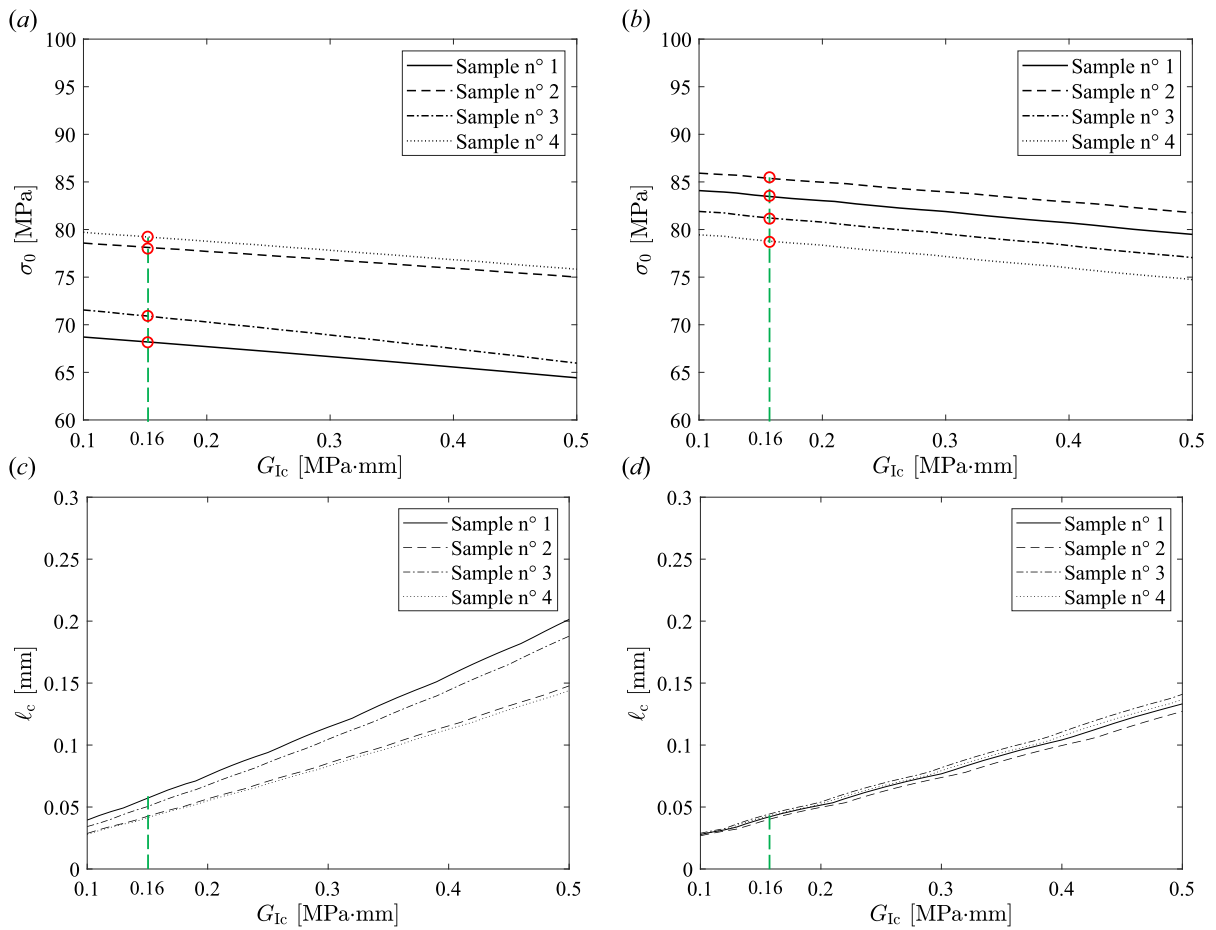 (a)
100
95
90
85
80
75
70
65
60
σ₀ [MPa]
Sample n° 1
Sample n° 2
Sample n° 3
Sample n° 4
0.1 0.16 0.2 0.3 0.4 0.5
G_Ic [MPa·mm]
(b)
100
95
90
85
80
75
70
65
60
σ₀ [MPa]
Sample n° 1
Sample n° 2
Sample n° 3
Sample n° 4
0.1 0.16 0.2 0.3 0.4 0.5
G_Ic [MPa·mm]
(c)
0.3
0.25
0.2
0.15
0.1
0.05
0
ℓ_c [mm]
Sample n° 1
Sample n° 2
Sample n° 3
Sample n° 4
0.1 0.16 0.2 0.3 0.4 0.5
G_Ic [MPa·mm]
(d)
0.3
0.25
0.2
0.15
0.1
0.05
0
ℓ_c [mm]
Sample n° 1
Sample n° 2
Sample n° 3
Sample n° 4
0.1 0.16 0.2 0.3 0.4 0.5
G_Ic [MPa·mm]